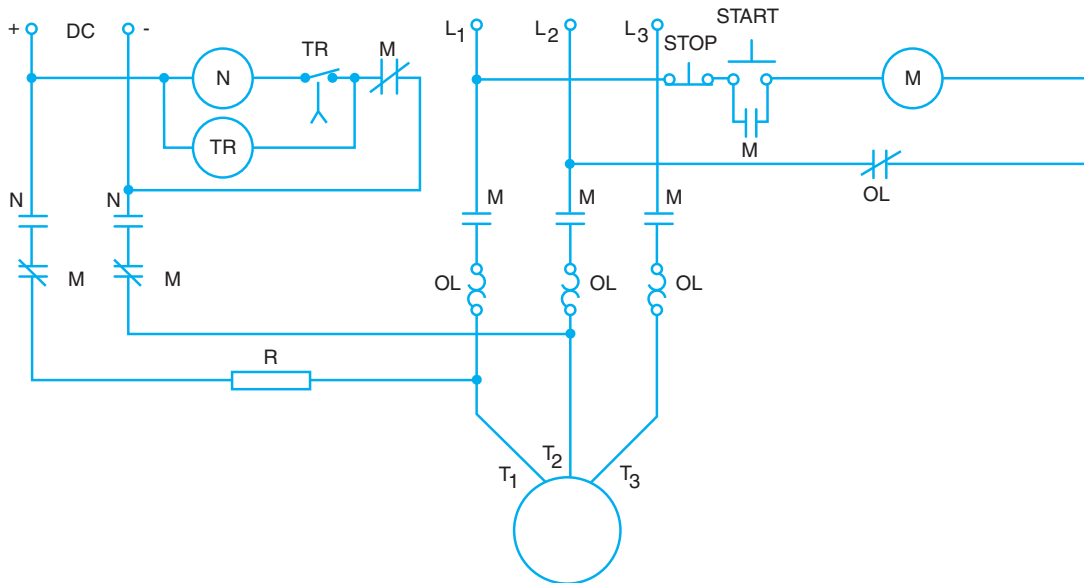 + DC - L1 L2 L3 START
STOP
TR M
N M
TR M
OL
N N M M M
M M OL OL OL
R
T1 T2 T3